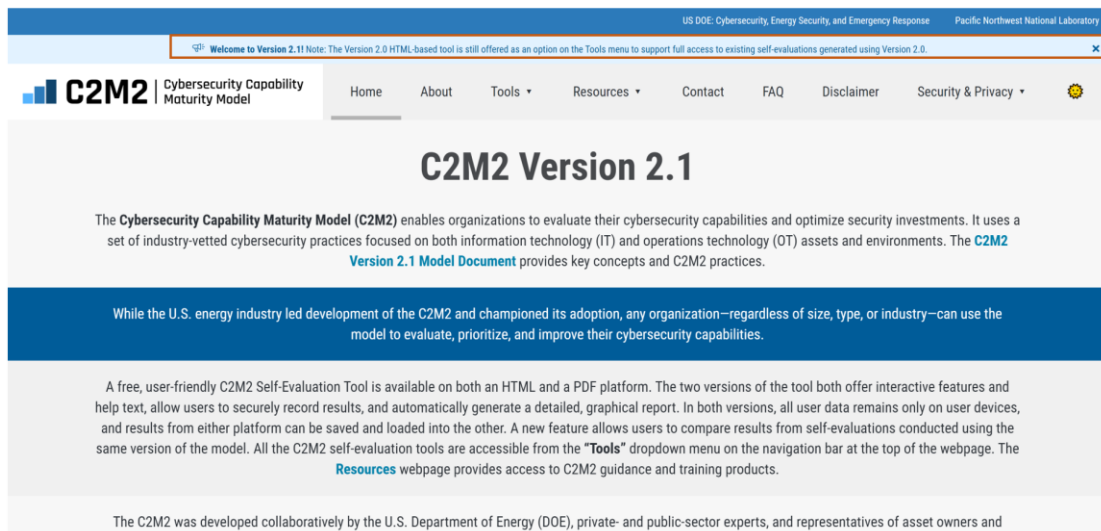 US DOE: Cybersecurity, Energy Security, and Emergency Response Pacific Northwest National Laboratory
Welcome to Version 2.1! Note: The Version 2.0 HTML-based tool is still offered as an option on the Tools menu to support full access to existing self-evaluations generated using Version 2.0. ×
C2M2 | Cybersecurity Capability
Maturity Model
Home About Tools ▾ Resources ▾ Contact FAQ Disclaimer Security & Privacy ▾
C2M2 Version 2.1
The Cybersecurity Capability Maturity Model (C2M2) enables organizations to evaluate their cybersecurity capabilities and optimize security investments. It uses a
set of industry-vetted cybersecurity practices focused on both information technology (IT) and operations technology (OT) assets and environments. The C2M2
Version 2.1 Model Document provides key concepts and C2M2 practices.
While the U.S. energy industry led development of the C2M2 and championed its adoption, any organization—regardless of size, type, or industry—can use the
model to evaluate, prioritize, and improve their cybersecurity capabilities.
A free, user-friendly C2M2 Self-Evaluation Tool is available on both an HTML and a PDF platform. The two versions of the tool both offer interactive features and
help text, allow users to securely record results, and automatically generate a detailed, graphical report. In both versions, all user data remains only on user devices,
and results from either platform can be saved and loaded into the other. A new feature allows users to compare results from self-evaluations conducted using the
same version of the model. All the C2M2 self-evaluation tools are accessible from the “Tools” dropdown menu on the navigation bar at the top of the webpage. The
Resources webpage provides access to C2M2 guidance and training products.
The C2M2 was developed collaboratively by the U.S. Department of Energy (DOE), private- and public-sector experts, and representatives of asset owners and